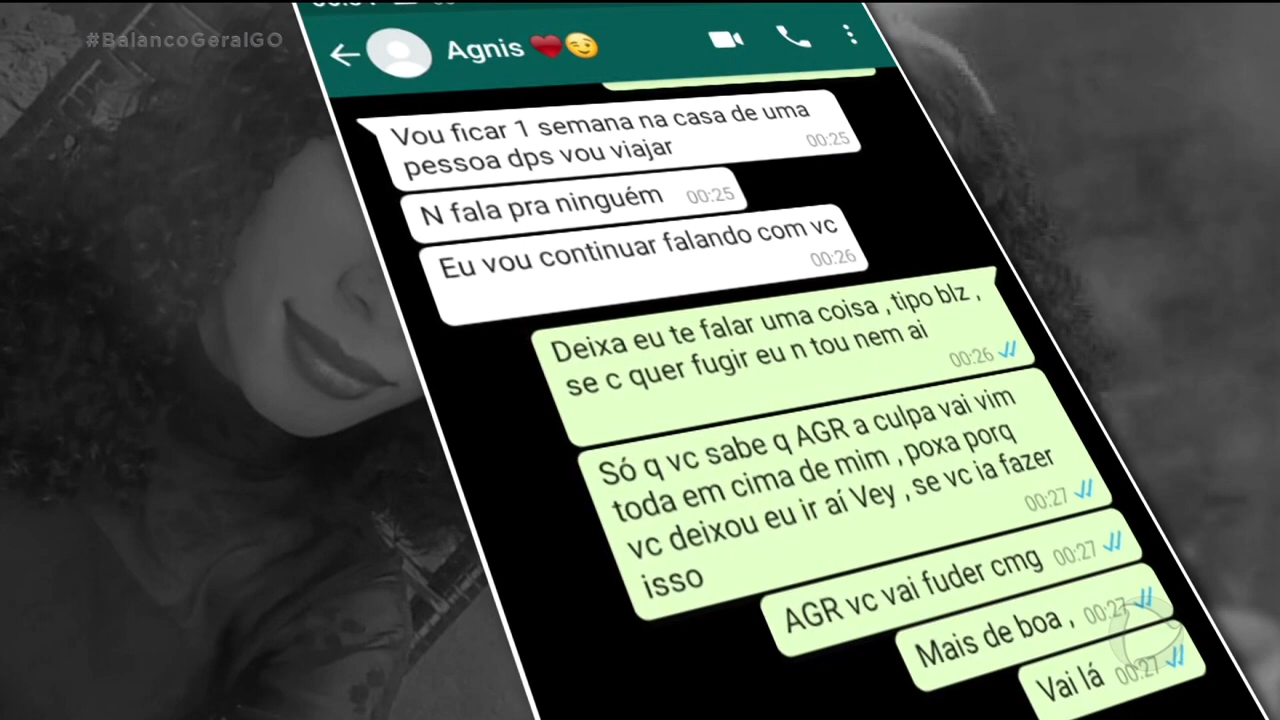 #BalancoGeralGO
Agnis
Vou ficar 1 semana na casa de uma
pessoa dps vou viajar
00:25
N fala pra ninguém 00:25
Eu vou continuar falando com vc
00:26
Deixa eu te falar uma coisa , tipo blz ,
se c quer fugir eu n tou nem ai
00:26
Só q vc sabe q AGR a culpa vai vim
toda em cima de mim , poxa porq
vc deixou eu ir aí Vey , se vc ia fazer
isso
00:27
AGR vc vai fuder cmg 00:27
Mais de boa , 00:27
Vai lá 00:27